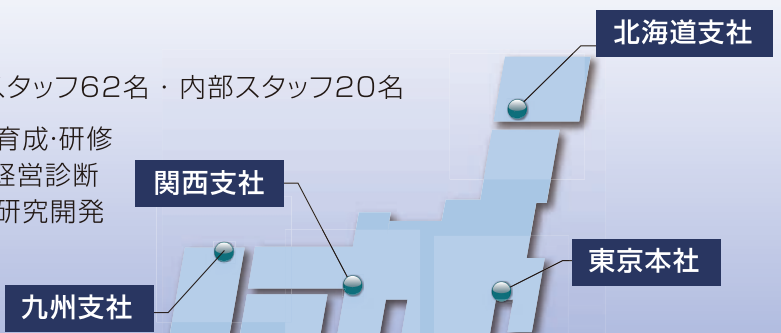 北海道支社
スタッフ62名・内部スタッフ20名
育成・研修
経営診断
研究開発
関西支社
東京本社
九州支社